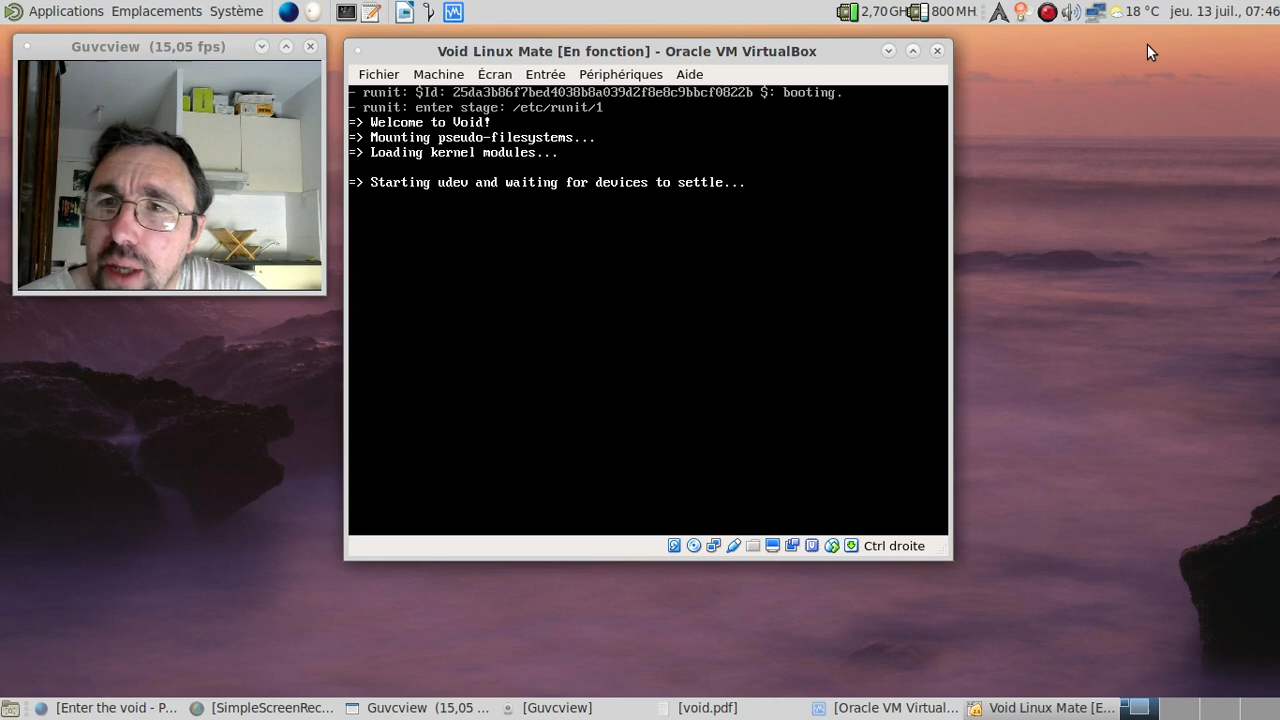 Applications Emplacements Système
2,70 GH 800 MH 18 °C jeu. 13 juil., 07:46
Guvcview (15,05 fps)
Void Linux Mate [En fonction] - Oracle VM VirtualBox
Fichier Machine Écran Entrée Périphériques Aide
- runit: $Id: 25da3b86f7bed4038b8a039d2f8e8c9bbcf0822b $: booting.
- runit: enter stage: /etc/runit/1
=> Welcome to Void!
=> Mounting pseudo-filesystems...
=> Loading kernel modules...
=> Starting udev and waiting for devices to settle...
Ctrl droite
[Enter the void - P... [SimpleScreenRec... Guvcview (15,05 ... [Guvcview] [void.pdf] [Oracle VM Virtual... Void Linux Mate [E...